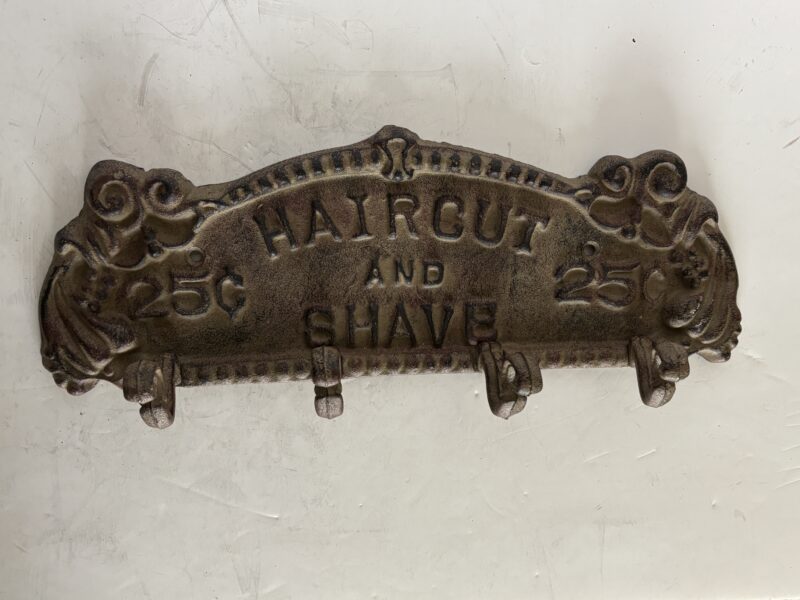 HAIRCUT
AND
25¢ 25¢
SHAVE